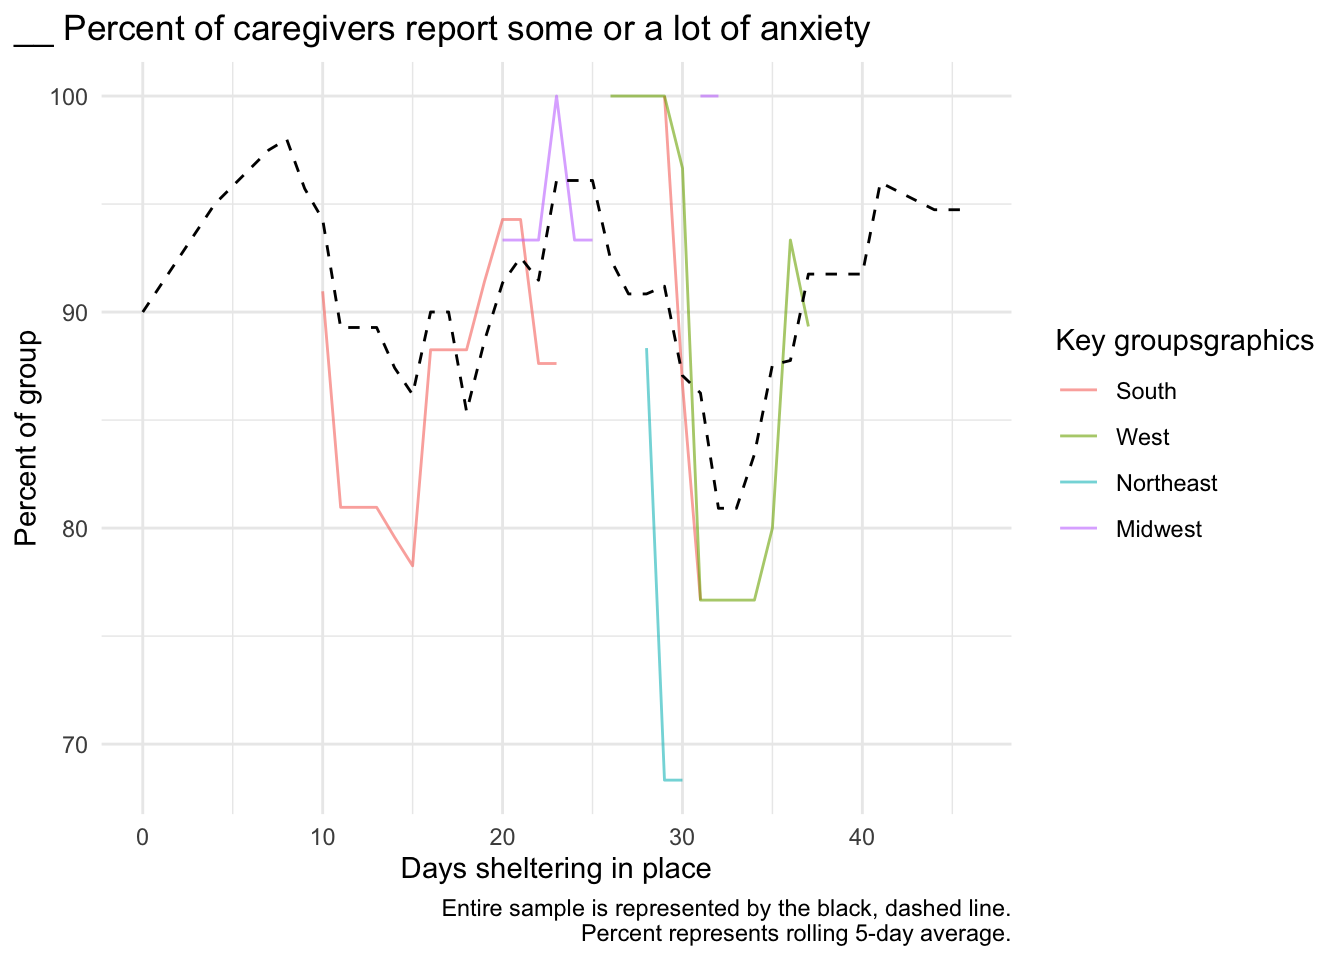 __ Percent of caregivers report some or a lot of anxiety
100
90
80
70
Percent of group
0 10 20 30 40
Days sheltering in place
Key groupsgraphics
South
West
Northeast
Midwest
Entire sample is represented by the black, dashed line.
Percent represents rolling 5-day average.